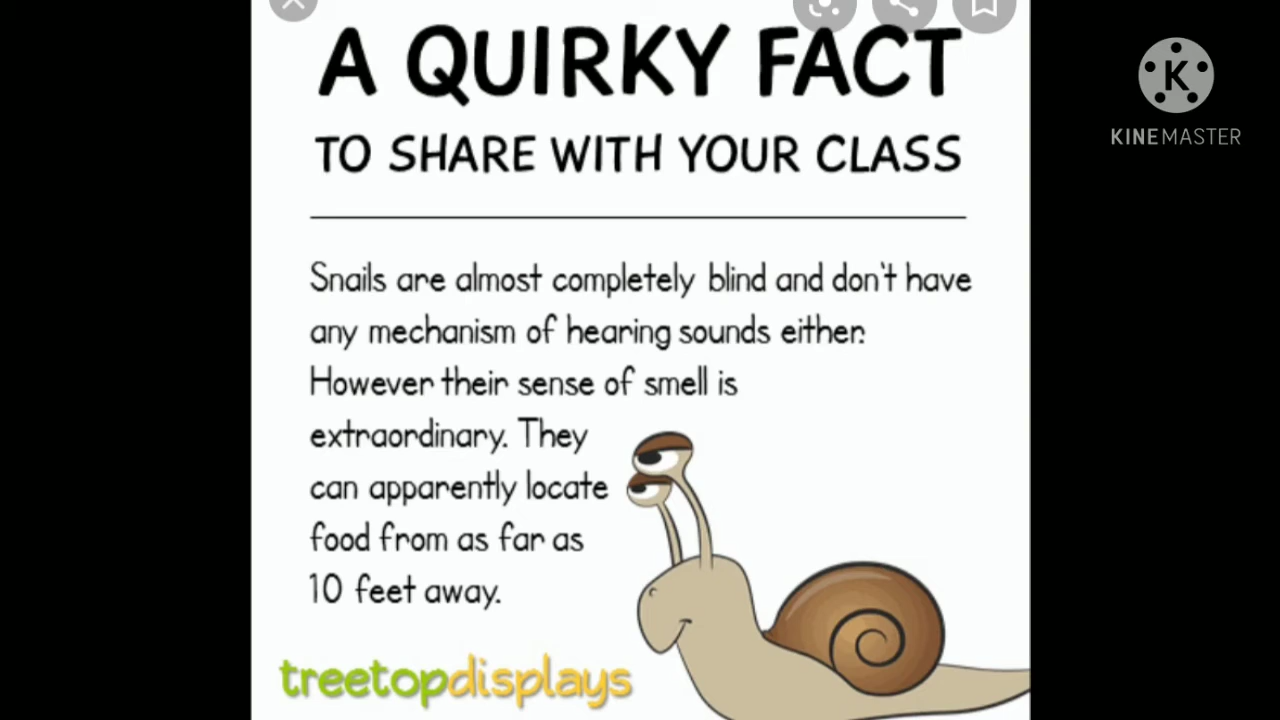 A QUIRKY FACT
TO SHARE WITH YOUR CLASS
Snails are almost completely blind and don't have
any mechanism of hearing sounds either.
However their sense of smell is
extraordinary. They
can apparently locate
food from as far as
10 feet away.
treetopdisplays
K
KINEMASTER